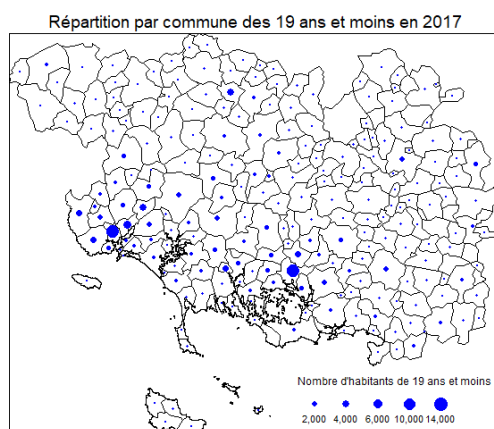 Répartition par commune des 19 ans et moins en 2017
Nombre d'habitants de 19 ans et moins
2,000 4,000 6,000 10,000 14,000